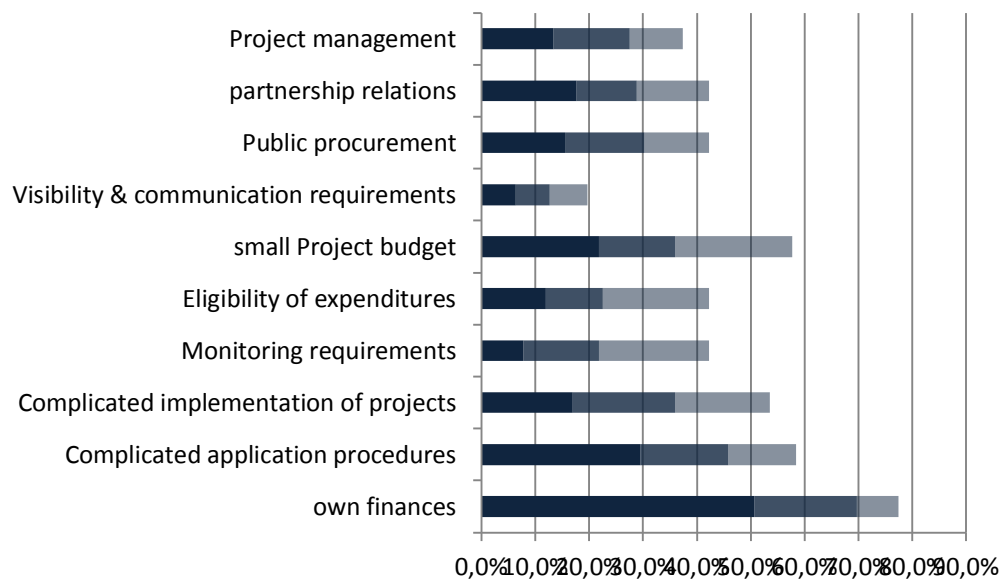 Project management
partnership relations
Public procurement
Visibility & communication requirements
small Project budget
Eligibility of expenditures
Monitoring requirements
Complicated implementation of projects
Complicated application procedures
own finances
0,0%10,0%20,0%30,0%40,0%50,0%60,0%70,0%80,0%90,0%